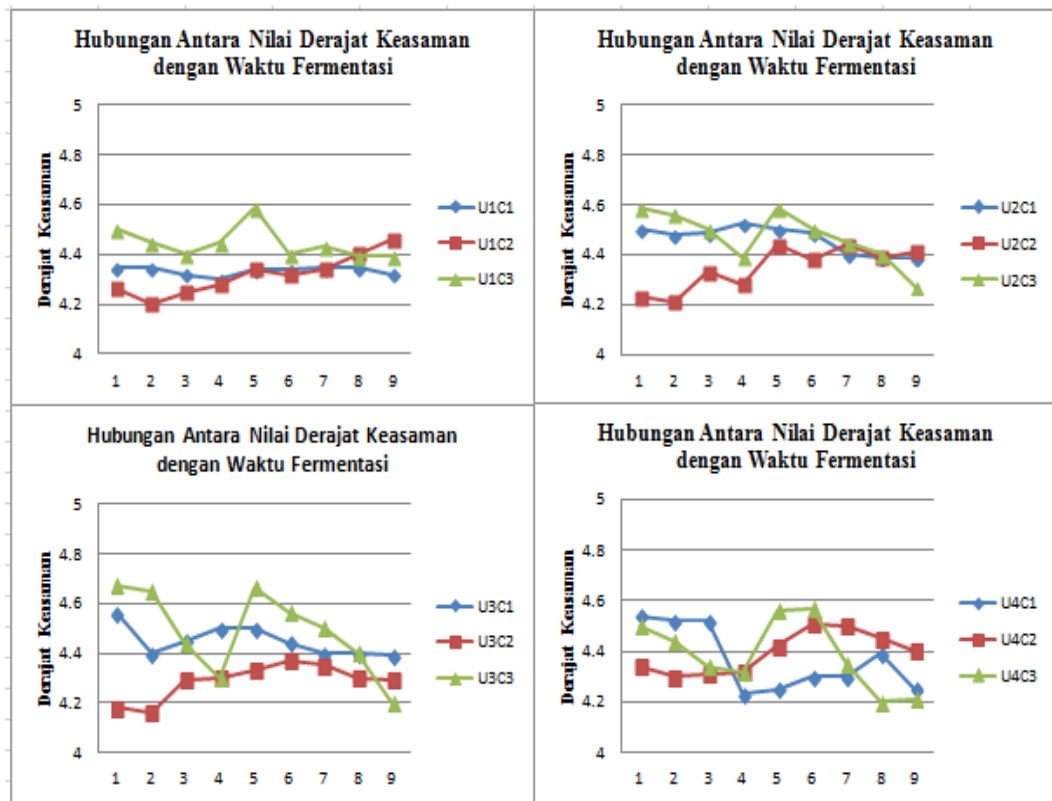 Hubungan Antara Nilai Derajat Keasaman
dengan Waktu Fermentasi
Derajat Keasaman
5
4.8
4.6
4.4
4.2
4
1 2 3 4 5 6 7 8 9
U1C1
U1C2
U1C3
Hubungan Antara Nilai Derajat Keasaman
dengan Waktu Fermentasi
Derajat Keasaman
5
4.8
4.6
4.4
4.2
4
1 2 3 4 5 6 7 8 9
U2C1
U2C2
U2C3
Hubungan Antara Nilai Derajat Keasaman
dengan Waktu Fermentasi
Derajat Keasaman
5
4.8
4.6
4.4
4.2
4
1 2 3 4 5 6 7 8 9
U3C1
U3C2
U3C3
Hubungan Antara Nilai Derajat Keasaman
dengan Waktu Fermentasi
Derajat Keasaman
5
4.8
4.6
4.4
4.2
4
1 2 3 4 5 6 7 8 9
U4C1
U4C2
U4C3